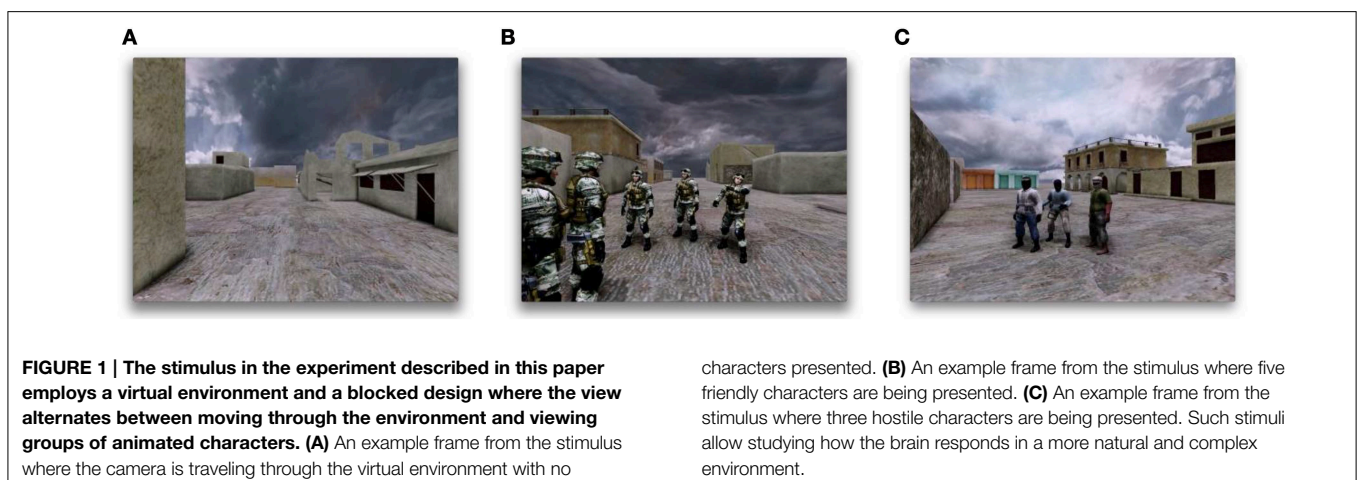 A
B
C
FIGURE 1 | The stimulus in the experiment described in this paper
employs a virtual environment and a blocked design where the view
alternates between moving through the environment and viewing
groups of animated characters. (A) An example frame from the stimulus
where the camera is traveling through the virtual environment with no
characters presented. (B) An example frame from the stimulus where five
friendly characters are being presented. (C) An example frame from the
stimulus where three hostile characters are being presented. Such stimuli
allow studying how the brain responds in a more natural and complex
environment.